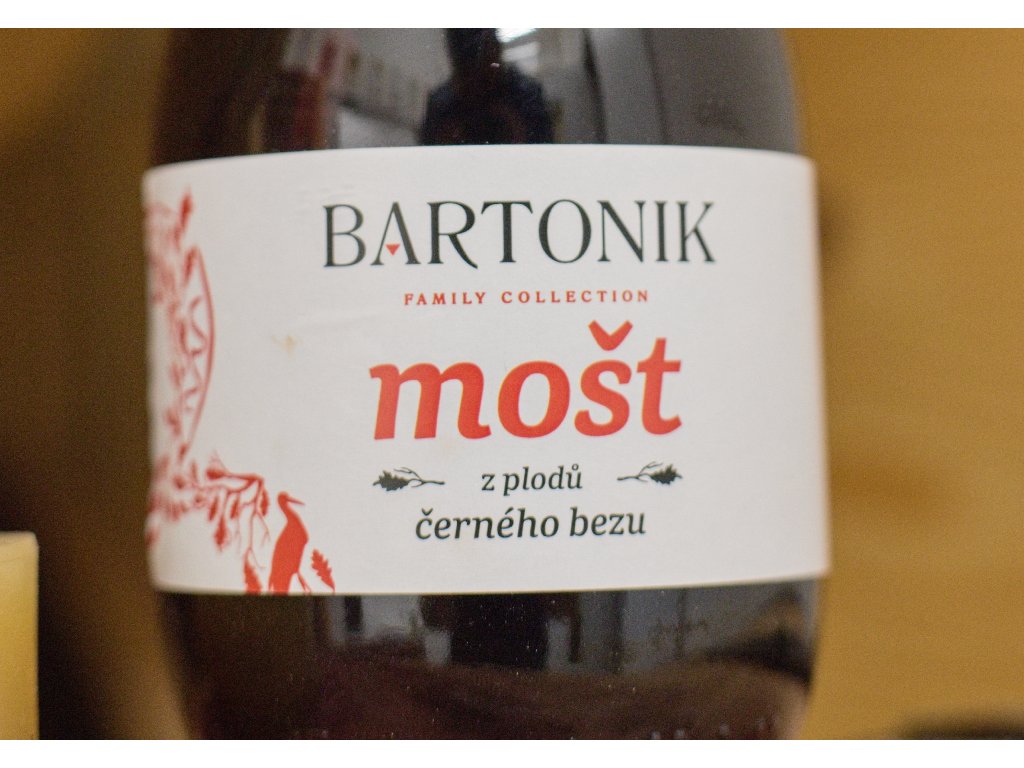 BARTONIK
FAMILY COLLECTION
mošt
z plodů
černého bezu